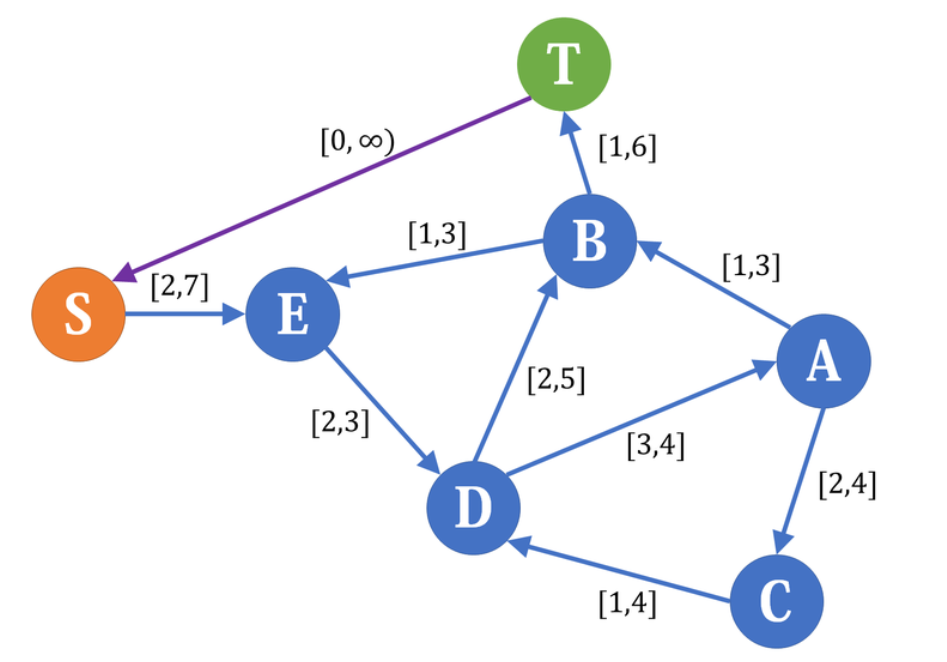 T
[0, ∞)
[1,6]
B
[1,3]
[1,3]
[2,7]
S
E
A
[2,5]
[2,3]
[3,4]
[2,4]
D
C
[1,4]